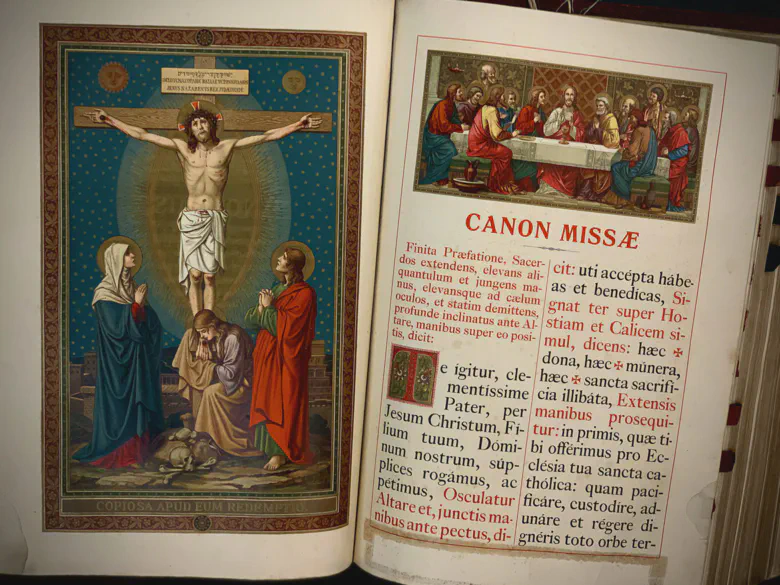 COPIOSA APUD EUM REDEMPTIO
CANON MISSÆ
Finita Præfatione, Sacer-
dos extendens, elevans ali-
quantulum et jungens ma-
nus, elevansque ad cælum
oculos, et statim demittens,
profunde inclinatus ante Al-
tare, manibus super eo posi-
tis, dicit:
Te igitur, cle-
mentíssime
Pater, per
Jesum Christum, Fí-
lium tuum, Dómi-
num nostrum, súp-
plices rogámus, ac
pétimus, Osculatur
Altare et, junctis ma-
nibus ante pectus, di-
cit: uti accépta hábe-
as et benedícas, Si-
gnat ter super Ho-
stiam et Calicem si-
mul, dicens: hæc ✠
dona, hæc ✠ múnera,
hæc ✠ sancta sacrifí-
cia illibáta, Extensis
manibus prosequi-
tur: in primis, quæ ti-
bi offérimus pro Ec-
clésia tua sancta ca-
thólica: quam paci-
ficáre, custodíre, ad-
unáre et régere di-
gnéris toto orbe ter-